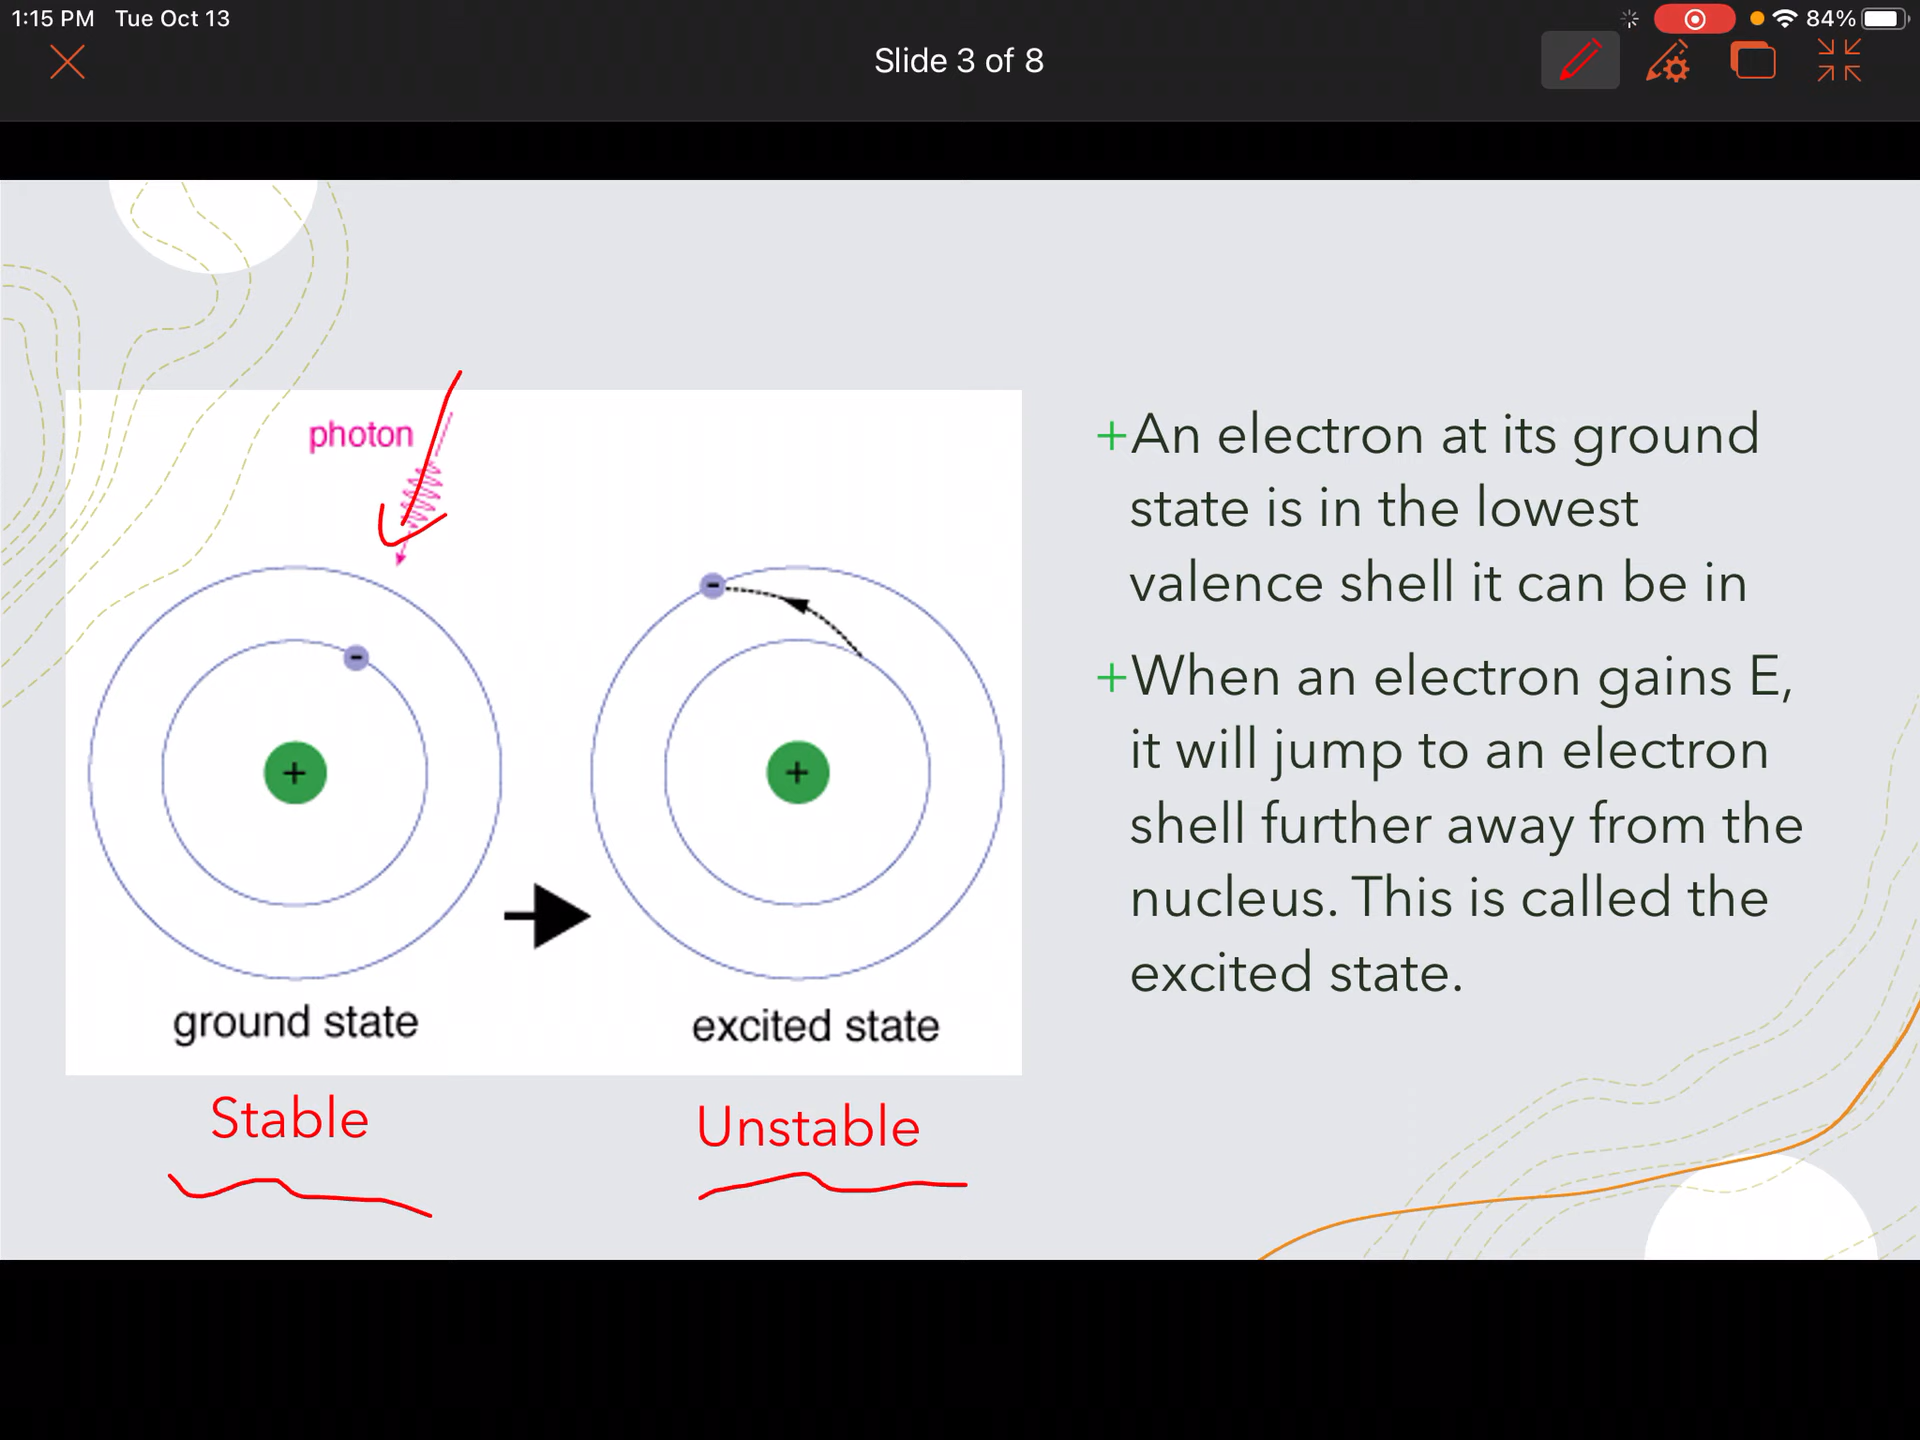 1:15 PM Tue Oct 13
84%
Slide 3 of 8
photon
-
-
+
+
ground state
excited state
Stable
Unstable
+An electron at its ground
state is in the lowest
valence shell it can be in
+When an electron gains E,
it will jump to an electron
shell further away from the
nucleus. This is called the
excited state.